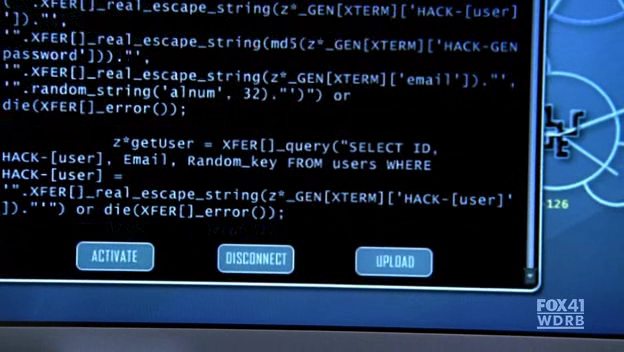 ('".XFER[]_real_escape_string(z*_GEN[XTERM]['HACK-[user]
'])."',
'".XFER[]_real_escape_string(md5(z*_GEN[XTERM]['HACK-GEN
password']))."',
'".XFER[]_real_escape_string(z*_GEN[XTERM]['email'])."',
'".random_string('alnum', 32)."')") or
die(XFER[]_error());
z*getUser = XFER[]_query("SELECT ID,
HACK-[user], Email, Random_key FROM users WHERE
HACK-[user] =
'".XFER[]_real_escape_string(z*_GEN[XTERM]['HACK-[user]'
])."'") or die(XFER[]_error());
ACTIVATE
DISCONNECT
UPLOAD
126
FOX41
WDRB